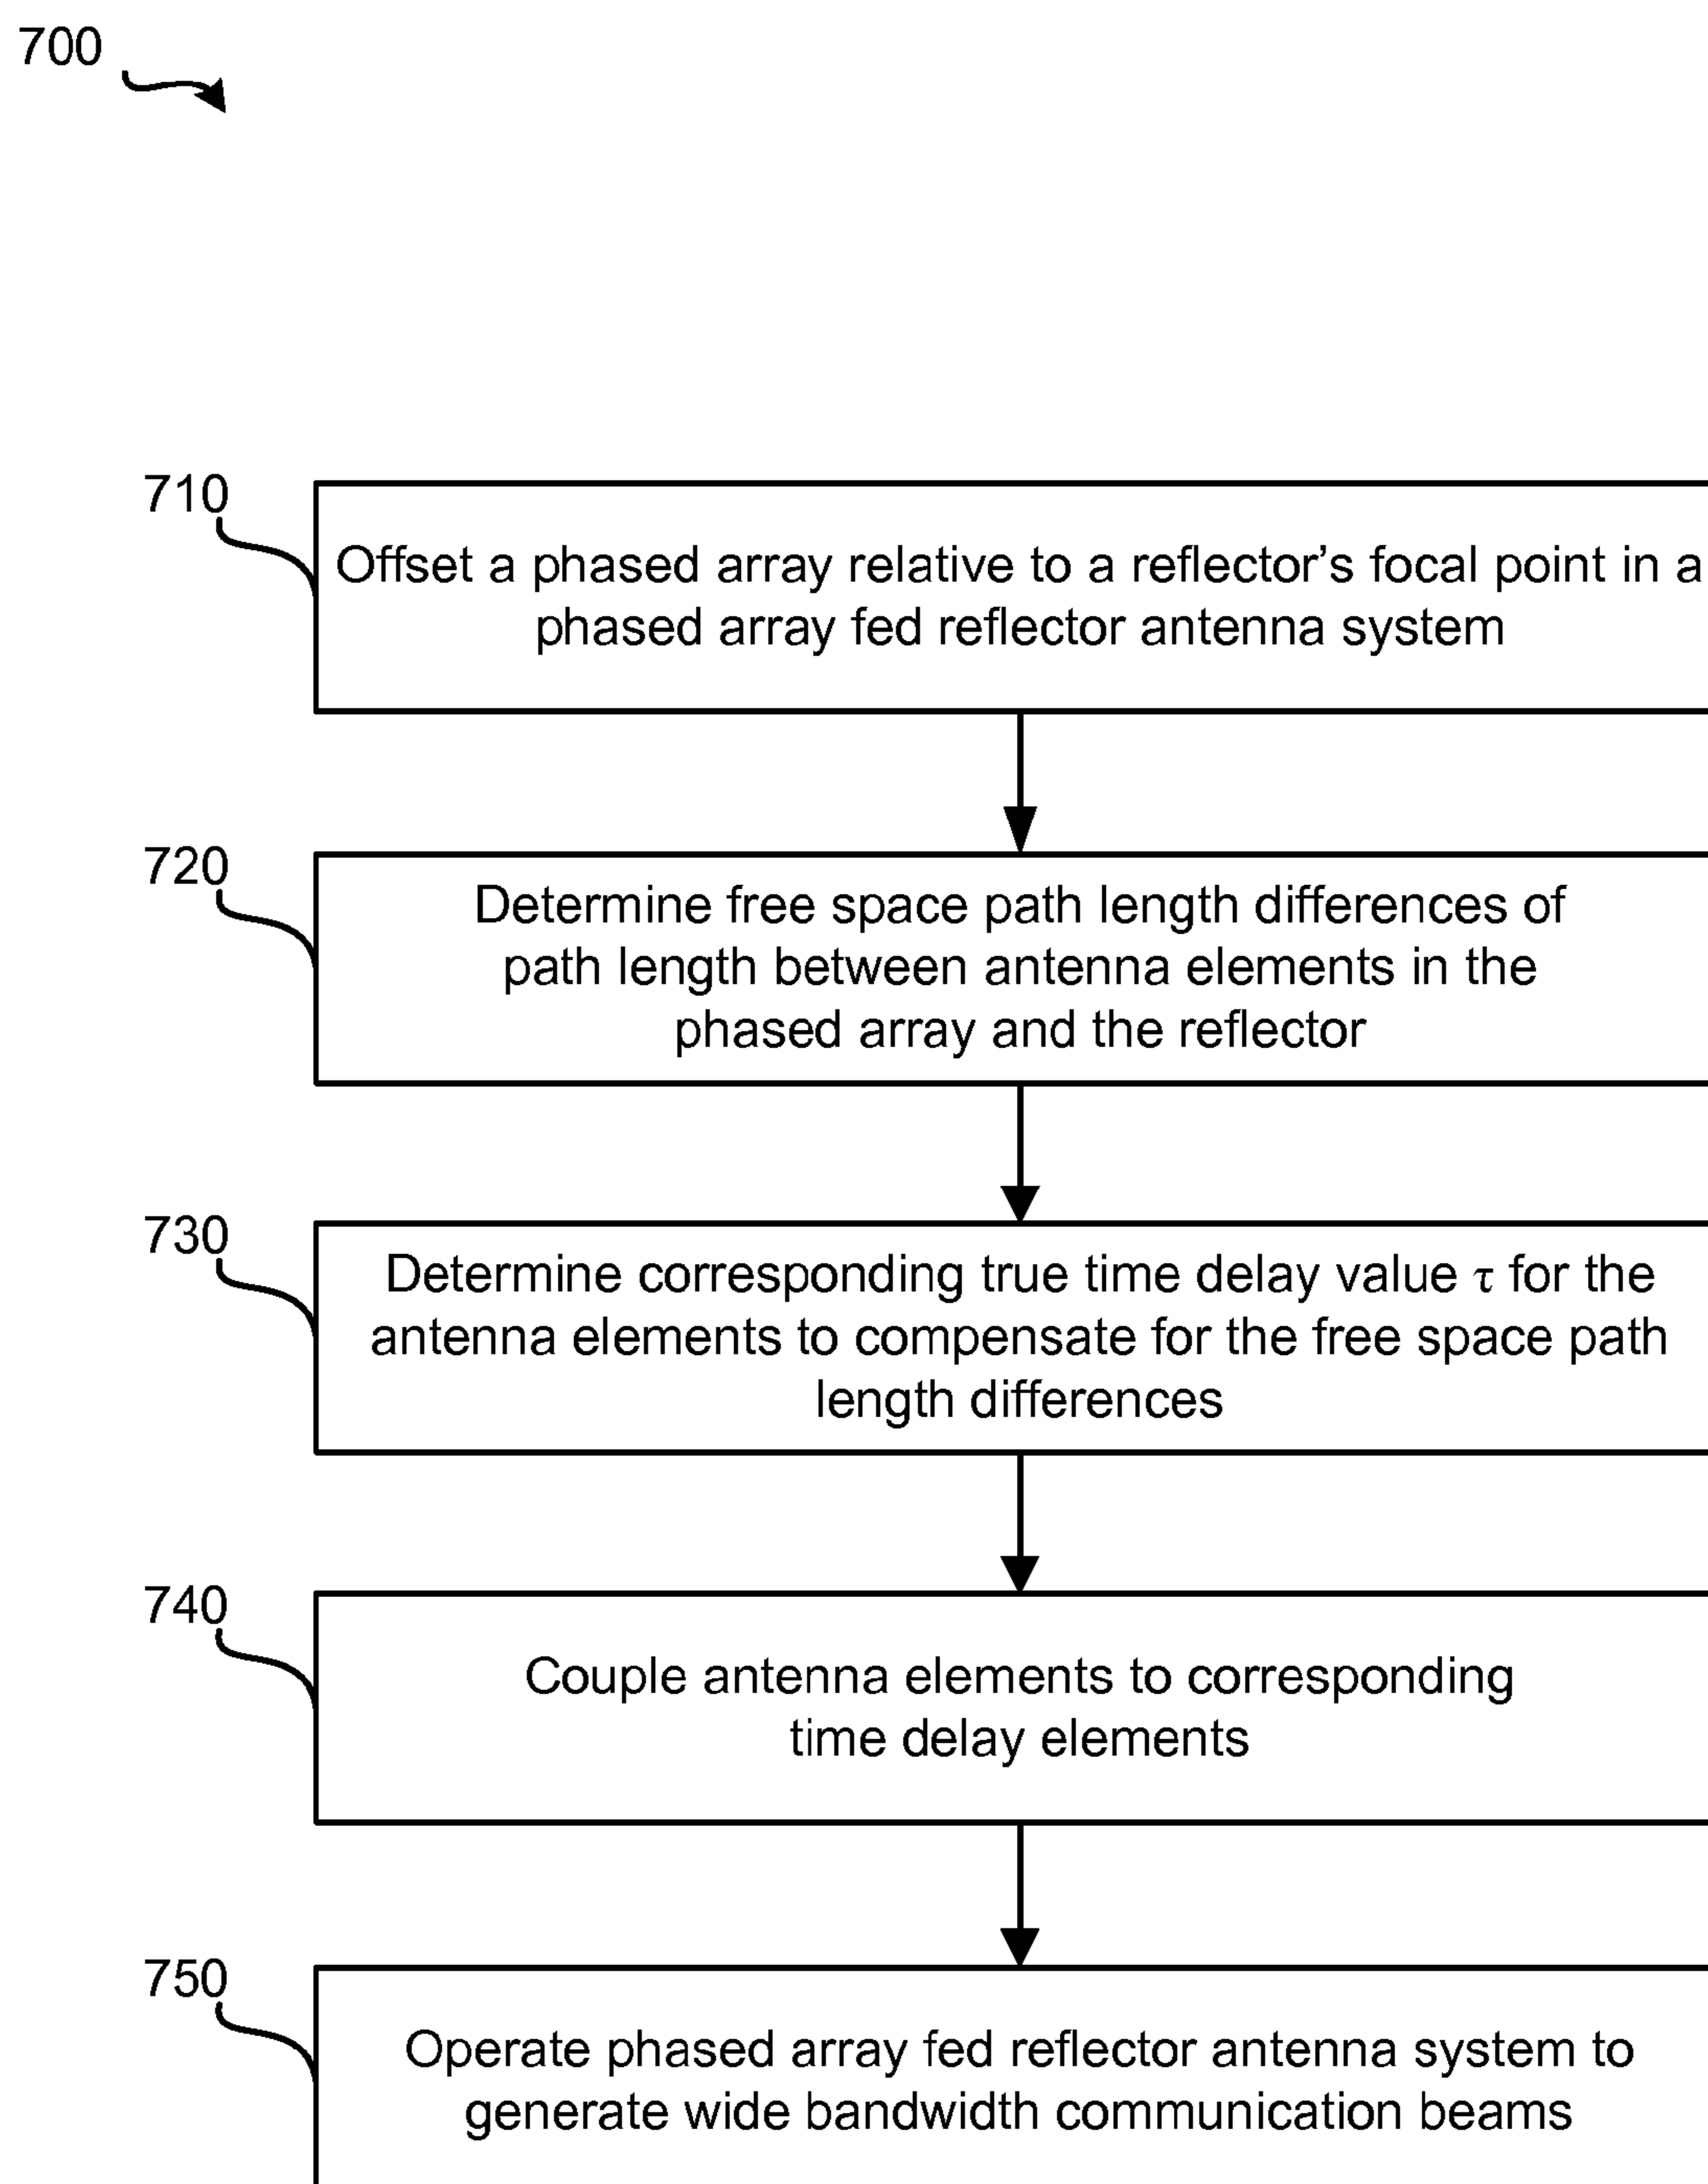 700
710
Offset a phased array relative to a reflector’s focal point in a
phased array fed reflector antenna system
720
Determine free space path length differences of
path length between antenna elements in the
phased array and the reflector
730
Determine corresponding true time delay value τ for the
antenna elements to compensate for the free space path
length differences
740
Couple antenna elements to corresponding
time delay elements
750
Operate phased array fed reflector antenna system to
generate wide bandwidth communication beams